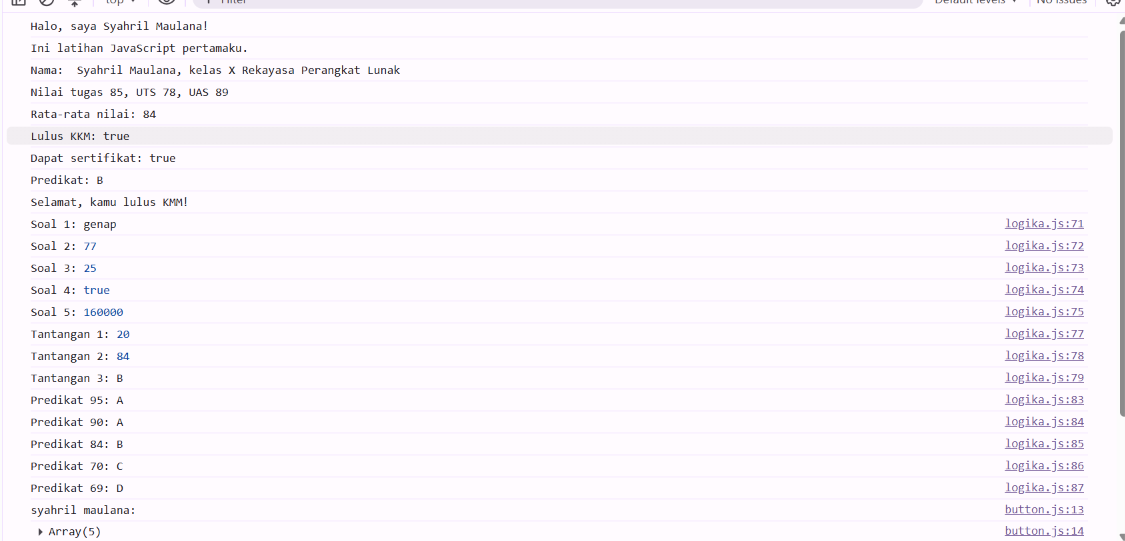 top
Filter
Default levels
No Issues
Halo, saya Syahril Maulana!
Ini latihan JavaScript pertamaku.
Nama:  Syahril Maulana, kelas X Rekayasa Perangkat Lunak
Nilai tugas 85, UTS 78, UAS 89
Rata-rata nilai: 84
Lulus KKM: true
Dapat sertifikat: true
Predikat: B
Selamat, kamu lulus KMM!
Soal 1: genap logika.js:71
Soal 2: 77 logika.js:72
Soal 3: 25 logika.js:73
Soal 4: true logika.js:74
Soal 5: 160000 logika.js:75
Tantangan 1: 20 logika.js:77
Tantangan 2: 84 logika.js:78
Tantangan 3: B logika.js:79
Predikat 95: A logika.js:83
Predikat 90: A logika.js:84
Predikat 84: B logika.js:85
Predikat 70: C logika.js:86
Predikat 69: D logika.js:87
syahril maulana: button.js:13
Array(5) button.js:14